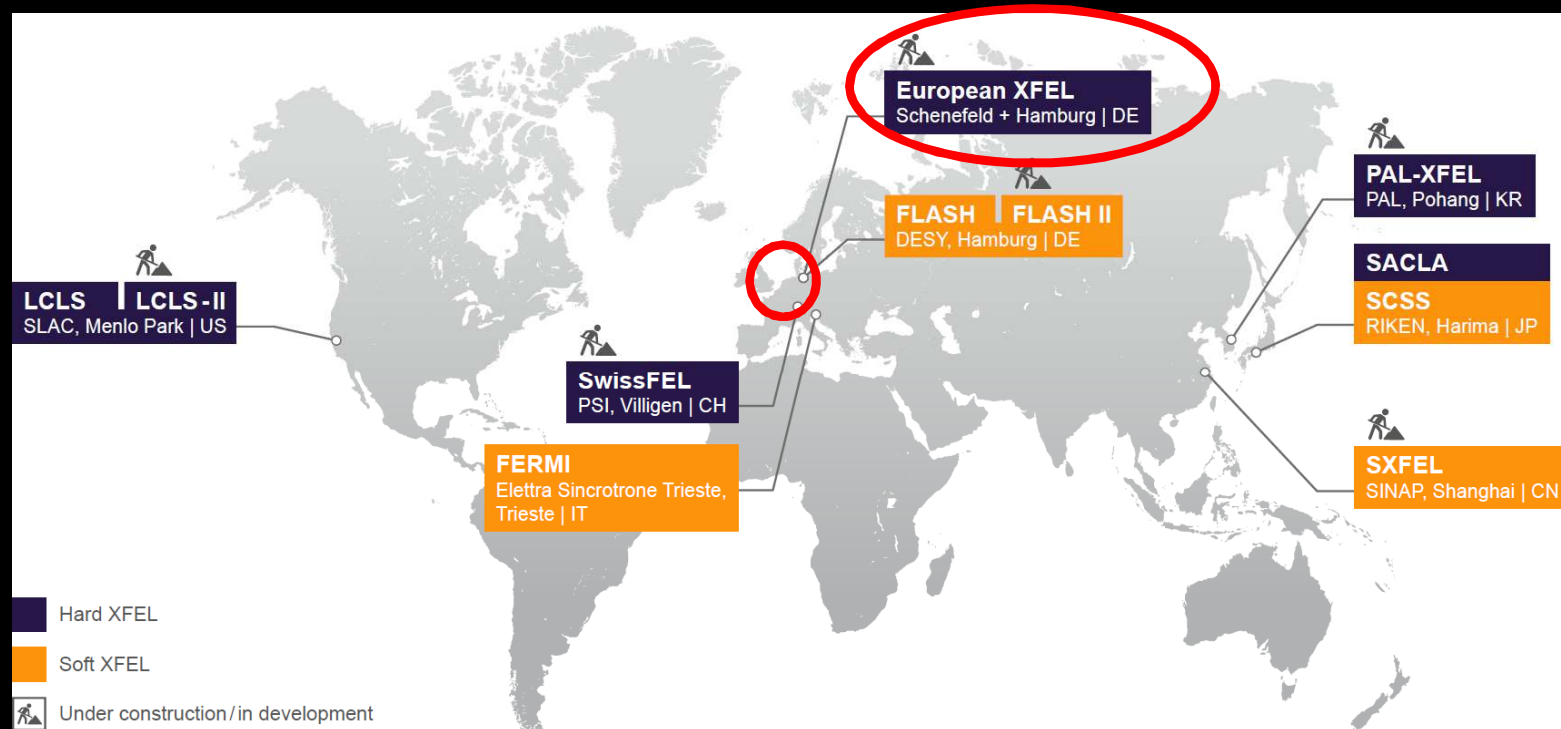 European XFEL
Schenefeld + Hamburg | DE
FLASH FLASH II
DESY, Hamburg | DE
PAL-XFEL
PAL, Pohang | KR
SACLA
SCSS
RIKEN, Harima | JP
LCLS LCLS-II
SLAC, Menlo Park | US
SwissFEL
PSI, Villigen | CH
FERMI
Elettra Sincrotrone Trieste,
Trieste | IT
SXFEL
SINAP, Shanghai | CN
Hard XFEL
Soft XFEL
Under construction/in development